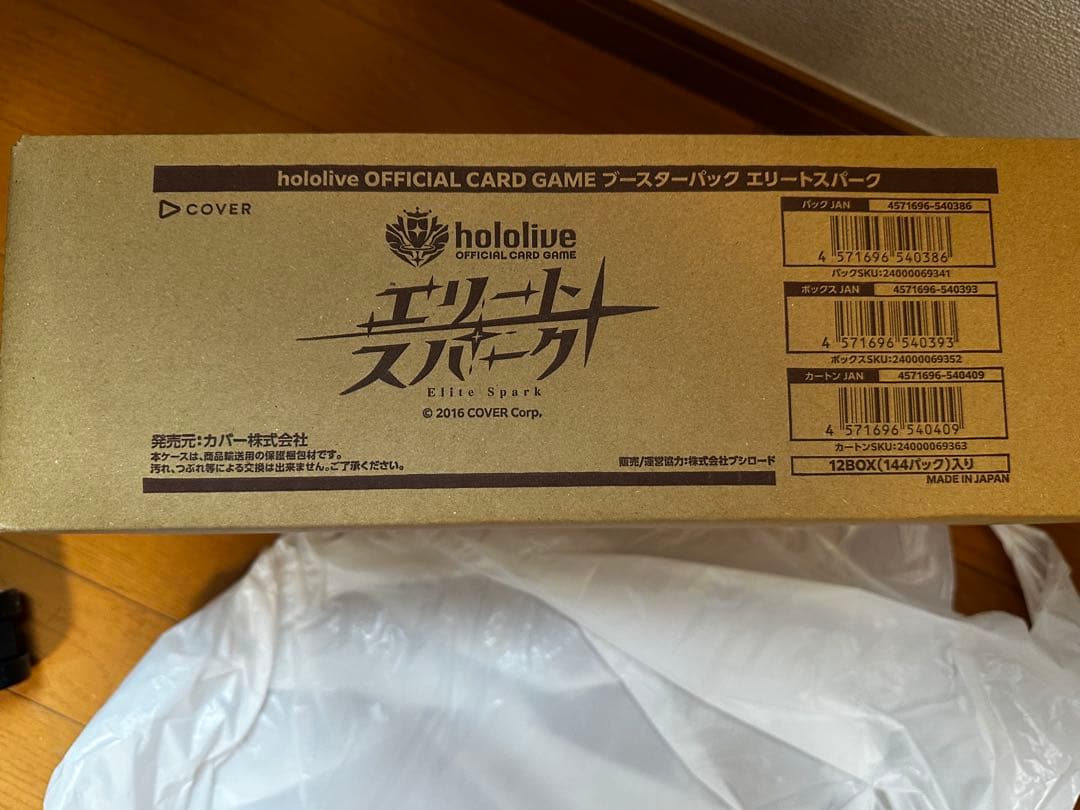 hololive OFFICIAL CARD GAME ブースターパック エリートスパーク
COVER
hololive
OFFICIAL CARD GAME
エリート
スパーク
Elite Spark
© 2016 COVER Corp.
発売元:カバー株式会社
本ケースは、商品輸送用の保護梱包材です。
汚れ、つぶれ等による交換は出来ません。ご了承ください。
販売/運営協力:株式会社ブシロード
パック JAN 4571696-540386
4 571696 540386
パックSKU:24000069341
ボックス JAN 4571696-540393
4 571696 540393
ボックスSKU:24000069352
カートン JAN 4571696-540409
4 571696 540409
カートンSKU:24000069363
12BOX(144パック)入り
MADE IN JAPAN